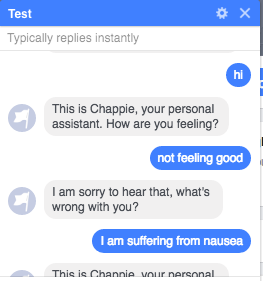 Test
Typically replies instantly
hi
This is Chappie, your personal
assistant. How are you feeling?
not feeling good
I am sorry to hear that, what's
wrong with you?
I am suffering from nausea
This is Chappie, your personal